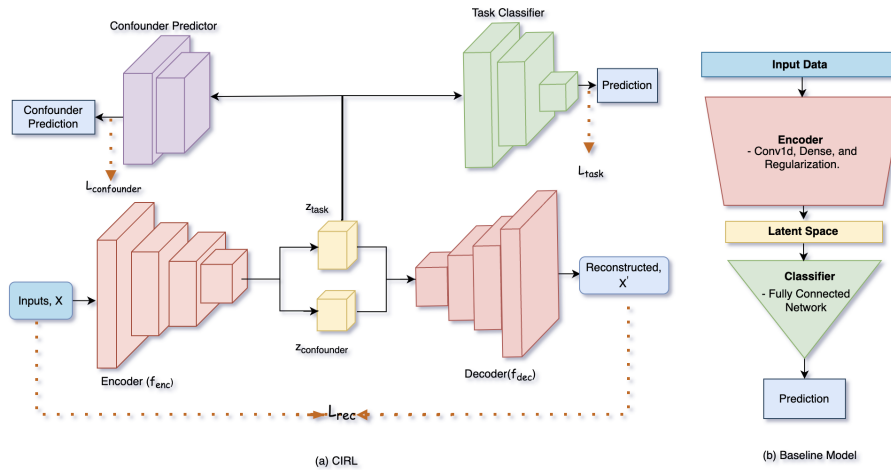 Confounder Predictor
Task Classifier
Confounder
Prediction
Prediction
L_confounder
L_task
z_task
z_confounder
Inputs, X
Reconstructed,
X'
Encoder (f_enc)
Decoder(f_dec)
L_rec
(a) CIRL
Input Data
Encoder
- Conv1d, Dense, and
Regularization.
Latent Space
Classifier
- Fully Connected
Network
Prediction
(b) Baseline Model